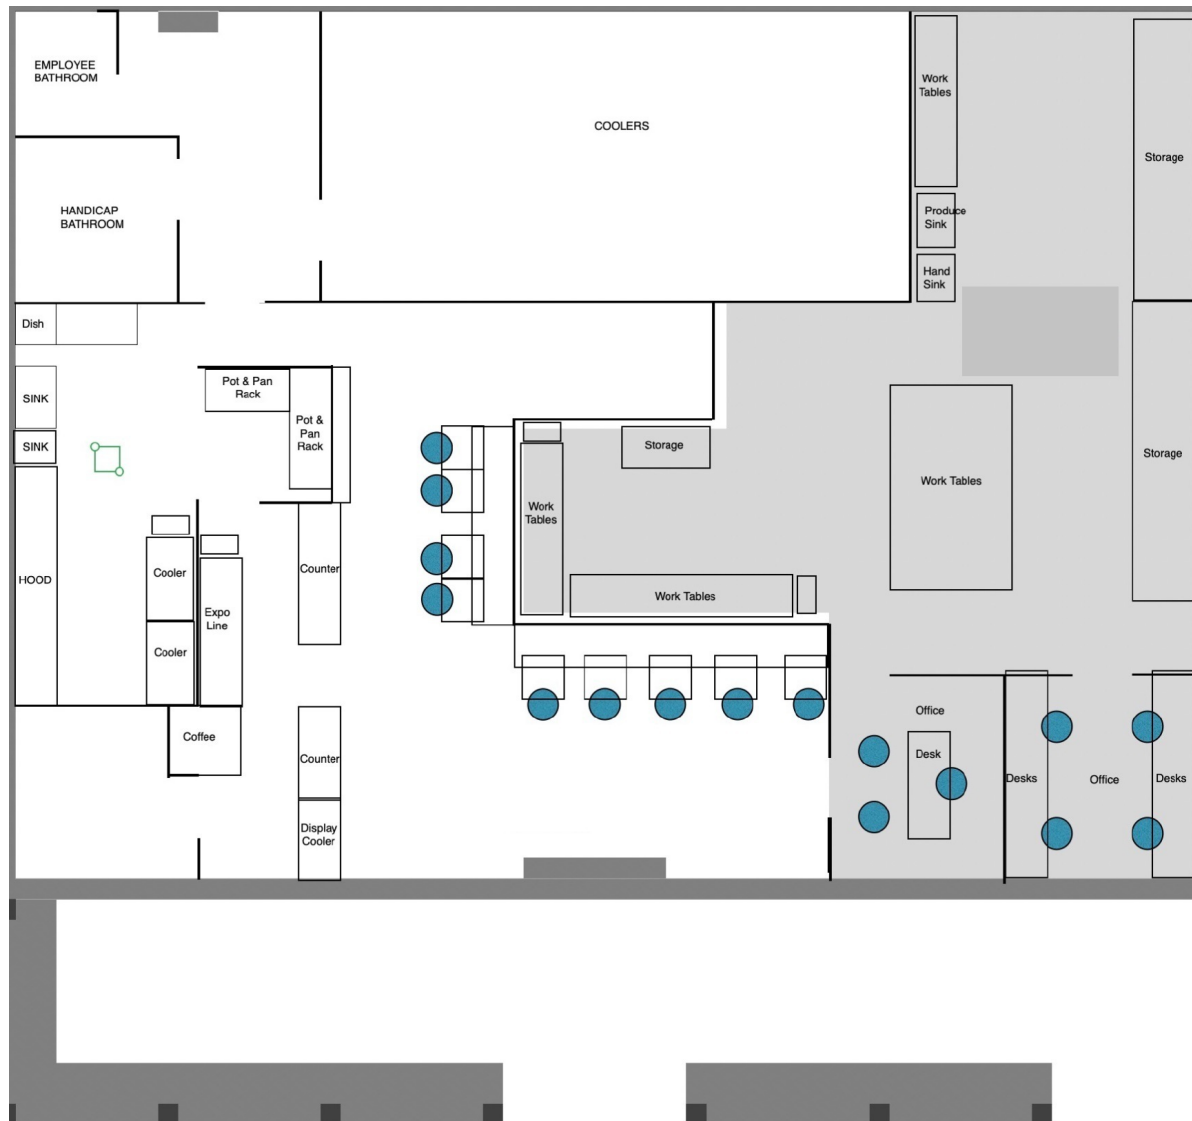 EMPLOYEE
BATHROOM
COOLERS
Work
Tables
Storage
HANDICAP
BATHROOM
Produce
Sink
Hand
Sink
Dish
Pot & Pan
Rack
SINK
Pot &
Pan
Rack
SINK
Storage
Storage
Work Tables
Work
Tables
HOOD
Cooler
Counter
Work Tables
Expo
Line
Cooler
Coffee
Office
Counter
Desk
Desks
Office
Desks
Display
Cooler